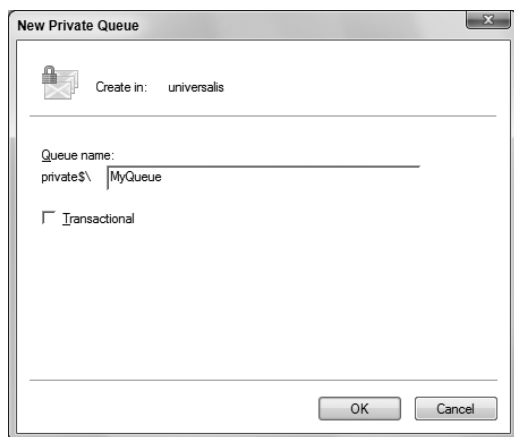 New Private Queue
Create in: universalis
Queue name:
private$\ MyQueue
Transactional
OK Cancel